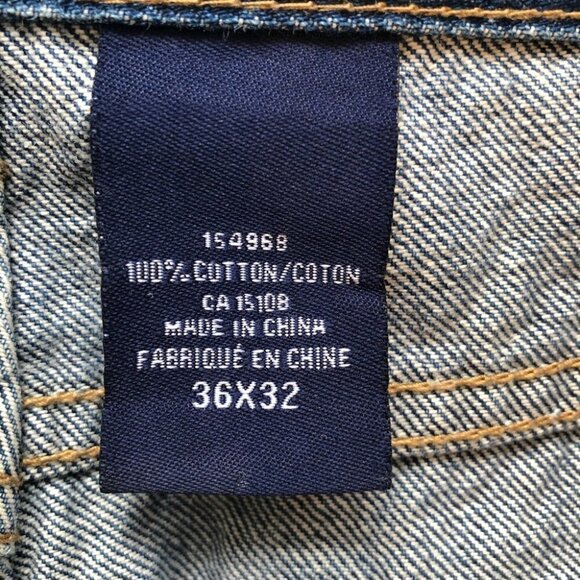 154968
100% COTTON/COTON
CA 15108
MADE IN CHINA
FABRIQUÉ EN CHINE
36X32